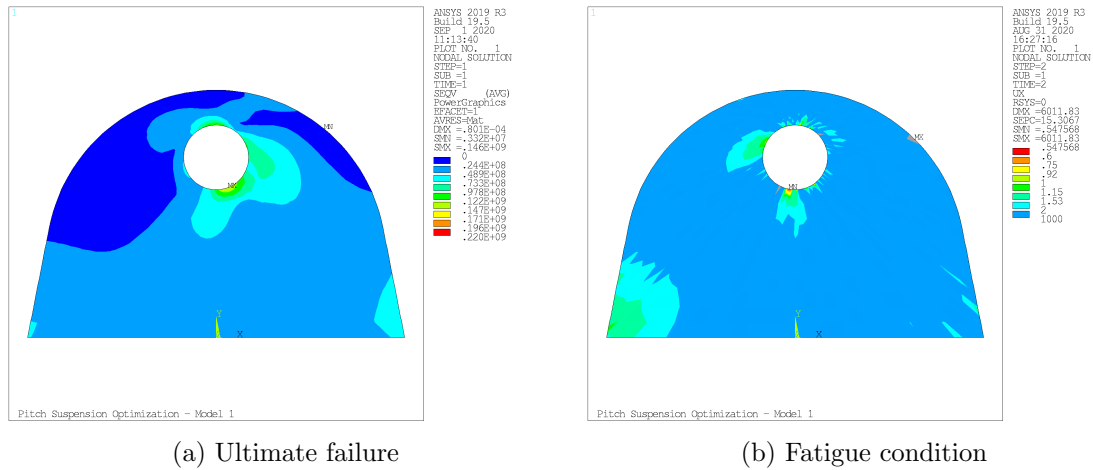 1
ANSYS 2019 R3
Build 19.5
SEP 1 2020
11:13:40
PLOT NO. 1
NODAL SOLUTION
STEP=1
SUB =1
TIME=1
SEQV (AVG)
PowerGraphics
EFACET=1
AVRES=Mat
DMX =.801E-04
SMN =.332E+07
SMX =.146E+09
0
.244E+08
.489E+08
.733E+08
.978E+08
.122E+09
.147E+09
.171E+09
.196E+09
.220E+09
MN
MX
Y
X
Pitch Suspension Optimization - Model 1
(a) Ultimate failure
1
ANSYS 2019 R3
Build 19.5
AUG 31 2020
16:27:16
PLOT NO. 1
NODAL SOLUTION
STEP=2
SUB =1
TIME=2
UX
RSYS=0
DMX =6011.83
SEPC=15.3067
SMN =.547568
SMX =6011.83
.547568
.6
.75
.92
1
1.15
1.53
2
1000
MX
MN
Y
X
Pitch Suspension Optimization - Model 1
(b) Fatigue condition